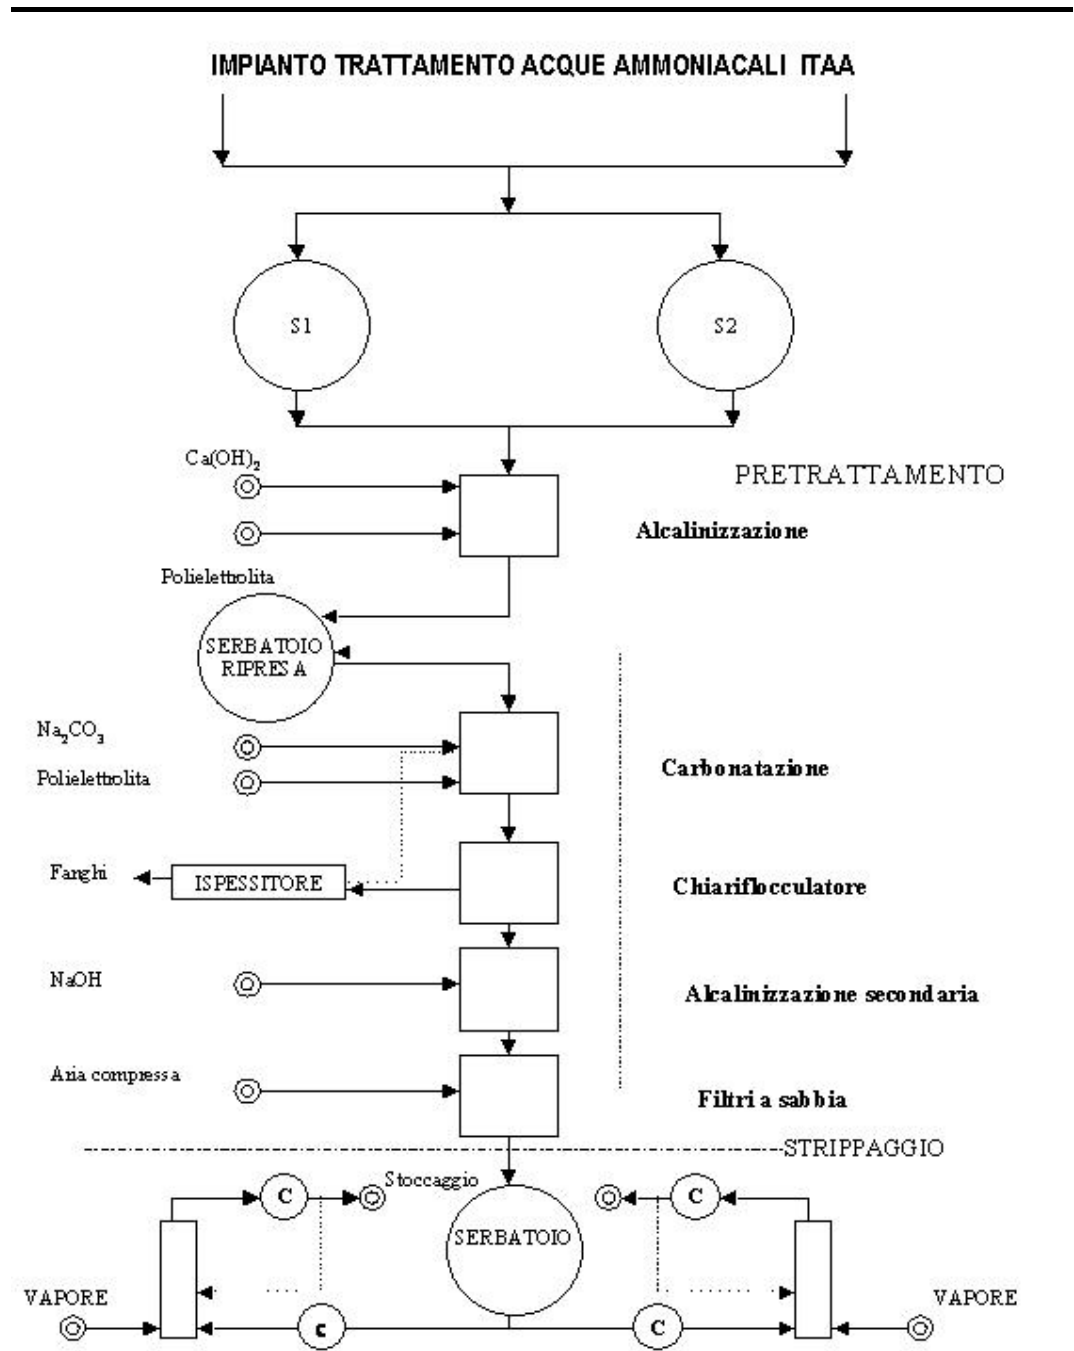 IMPIANTO TRATTAMENTO ACQUE AMMONIACALI ITAA
S1
S2
Ca(OH)2
PRETRATTAMENTO
Alcalinizzazione
Polielettrolita
SERBATOIO
RIPRESA
Na2CO3
Polielettrolita
Carbonatazione
Fanghi
ISPESSITORE
Chiariflocculatore
NaOH
Alcalinizzazione secondaria
Aria compressa
Filtri a sabbia
STRIPPAGGIO
C
Stoccaggio
C
SERBATOIO
VAPORE
VAPORE
c
C